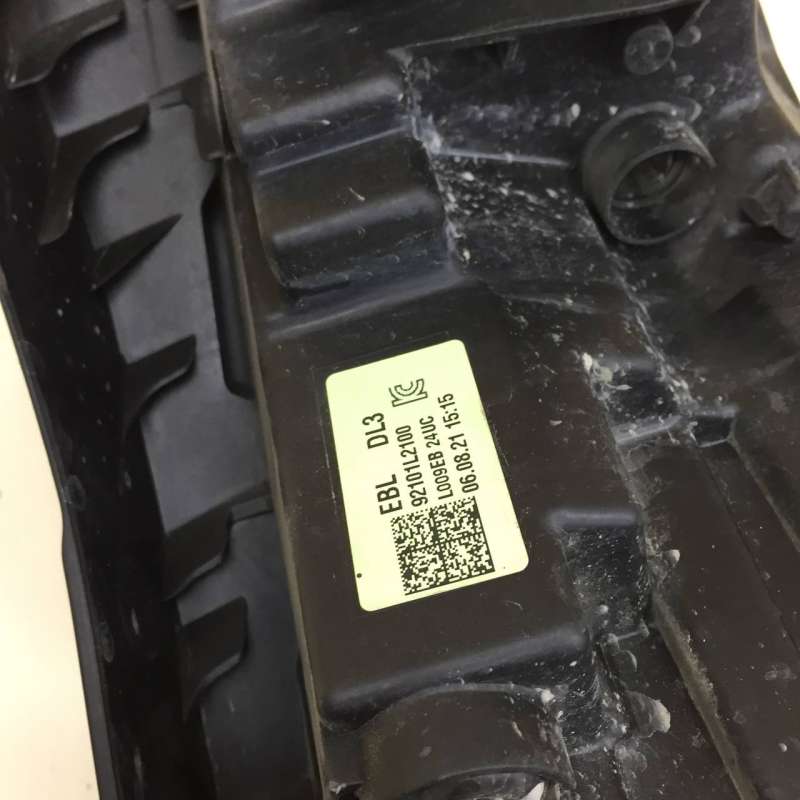 EBL DL3
92101L2100
L009EB 24UC
06.08.21 15:15